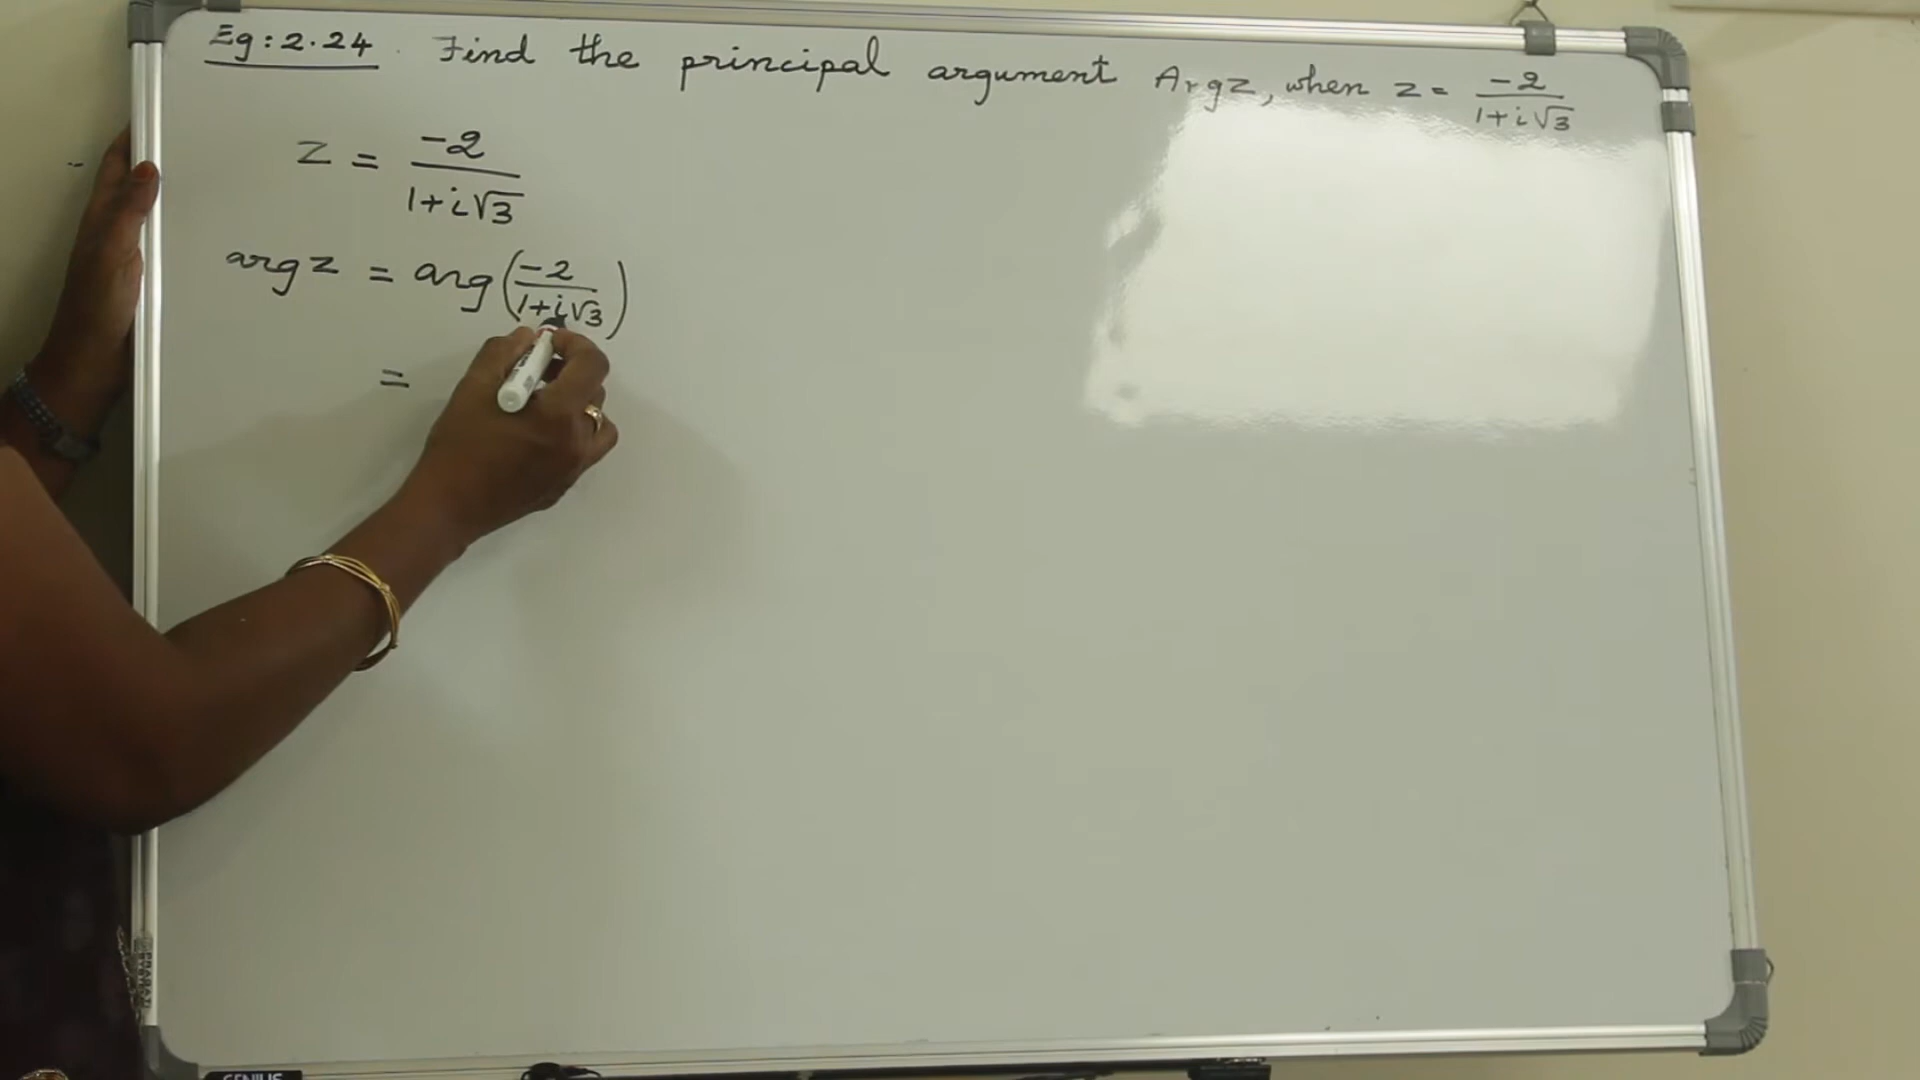 Eg: 2.24. Find the principal argument Arg z, when z = -2/(1+i√3)
z = -2/(1+i√3)
arg z = arg(-2/(1+i√3))
=
GENIUS